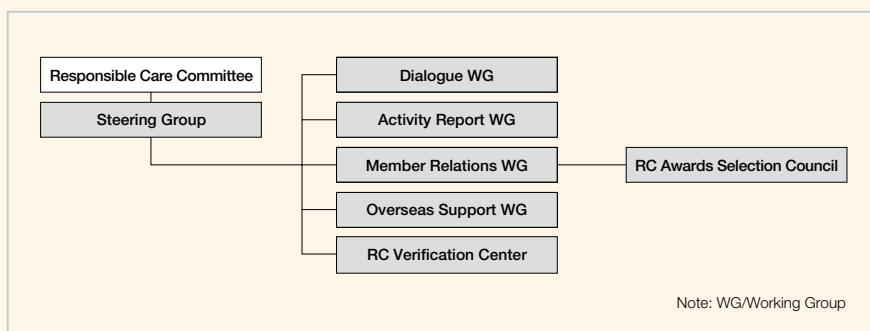 Responsible Care Committee
Steering Group
Dialogue WG
Activity Report WG
Member Relations WG
RC Awards Selection Council
Overseas Support WG
RC Verification Center
Note: WG/Working Group